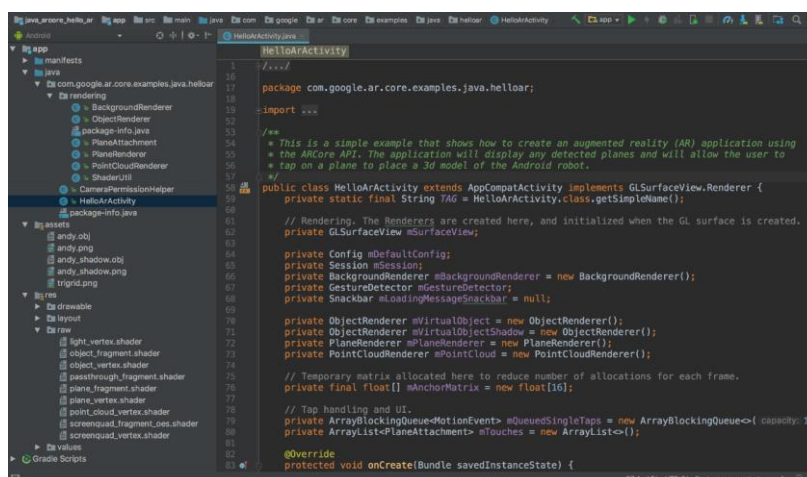 java_arcore_hello_ar app src main java com google ar core examples java helloar HelloArActivity app
Android HelloArActivity.java
app
manifests
java
com.google.ar.core.examples.java.helloar
rendering
BackgroundRenderer
ObjectRenderer
package-info.java
PlaneAttachment
PlaneRenderer
PointCloudRenderer
ShaderUtil
CameraPermissionHelper
HelloArActivity
package-info.java
assets
andy.obj
andy.png
andy_shadow.obj
andy_shadow.png
trigrid.png
res
drawable
layout
raw
light_vertex.shader
object_fragment.shader
object_vertex.shader
passthrough_fragment.shader
plane_fragment.shader
plane_vertex.shader
point_cloud_vertex.shader
screenquad_fragment_oes.shader
screenquad_vertex.shader
values
Gradle Scripts
HelloArActivity
1 /.../
16
17 package com.google.ar.core.examples.java.helloar;
18
19 import ...
52
53 /**
54 * This is a simple example that shows how to create an augmented reality (AR) application using
55 * the ARCore API. The application will display any detected planes and will allow the user to
56 * tap on a plane to place a 3d model of the Android robot.
57 */
58 public class HelloArActivity extends AppCompatActivity implements GLSurfaceView.Renderer {
59 private static final String TAG = HelloArActivity.class.getSimpleName();
60
61 // Rendering. The Renderers are created here, and initialized when the GL surface is created.
62 private GLSurfaceView mSurfaceView;
63
64 private Config mDefaultConfig;
65 private Session mSession;
66 private BackgroundRenderer mBackgroundRenderer = new BackgroundRenderer();
67 private GestureDetector mGestureDetector;
68 private Snackbar mLoadingMessageSnackbar = null;
69
70 private ObjectRenderer mVirtualObject = new ObjectRenderer();
71 private ObjectRenderer mVirtualObjectShadow = new ObjectRenderer();
72 private PlaneRenderer mPlaneRenderer = new PlaneRenderer();
73 private PointCloudRenderer mPointCloud = new PointCloudRenderer();
74
75 // Temporary matrix allocated here to reduce number of allocations for each frame.
76 private final float[] mAnchorMatrix = new float[16];
77
78 // Tap handling and UI.
79 private ArrayBlockingQueue<MotionEvent> mQueuedSingleTaps = new ArrayBlockingQueue<>( capacity:
80 private ArrayList<PlaneAttachment> mTouches = new ArrayList<>();
81
82 @Override
83 protected void onCreate(Bundle savedInstanceState) {